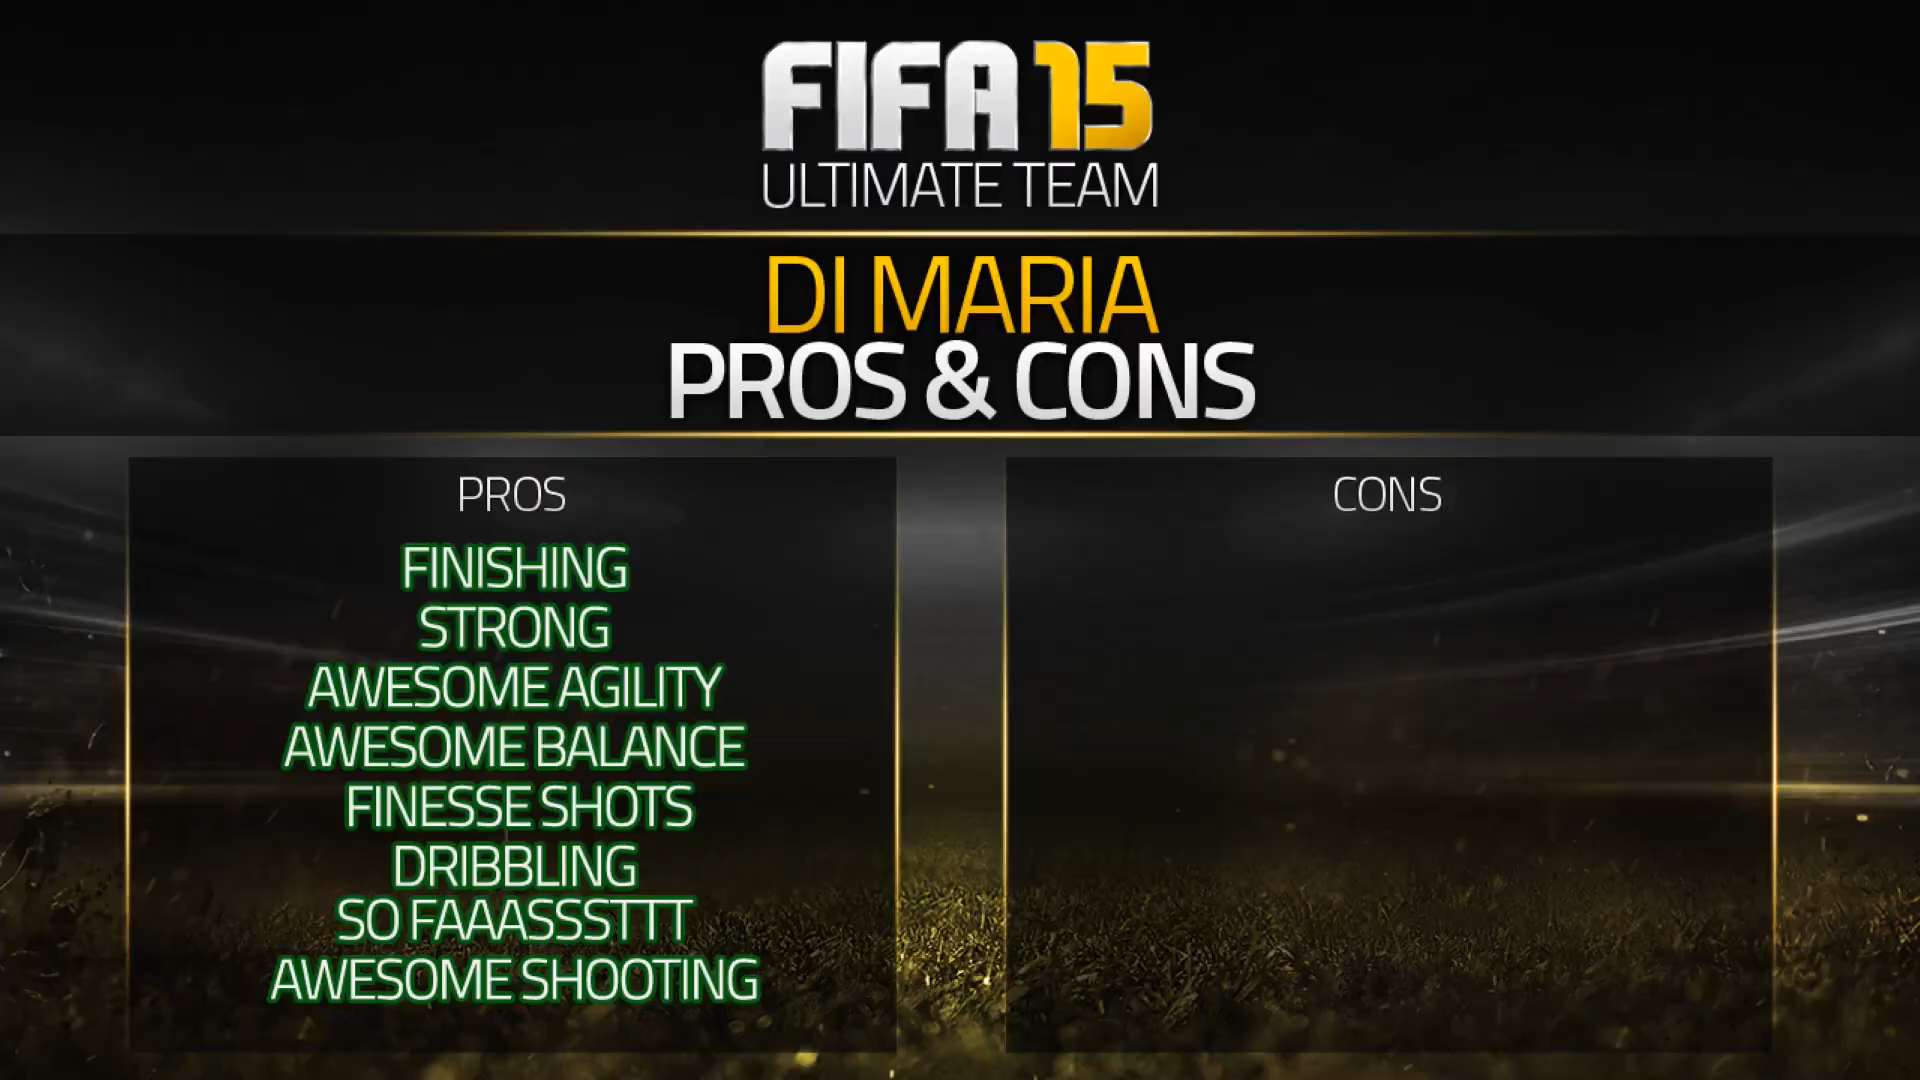 FIFA 15
ULTIMATE TEAM
DI MARIA
PROS & CONS
PROS
FINISHING
STRONG
AWESOME AGILITY
AWESOME BALANCE
FINESSE SHOTS
DRIBBLING
SO FAAASSSTTT
AWESOME SHOOTING
CONS